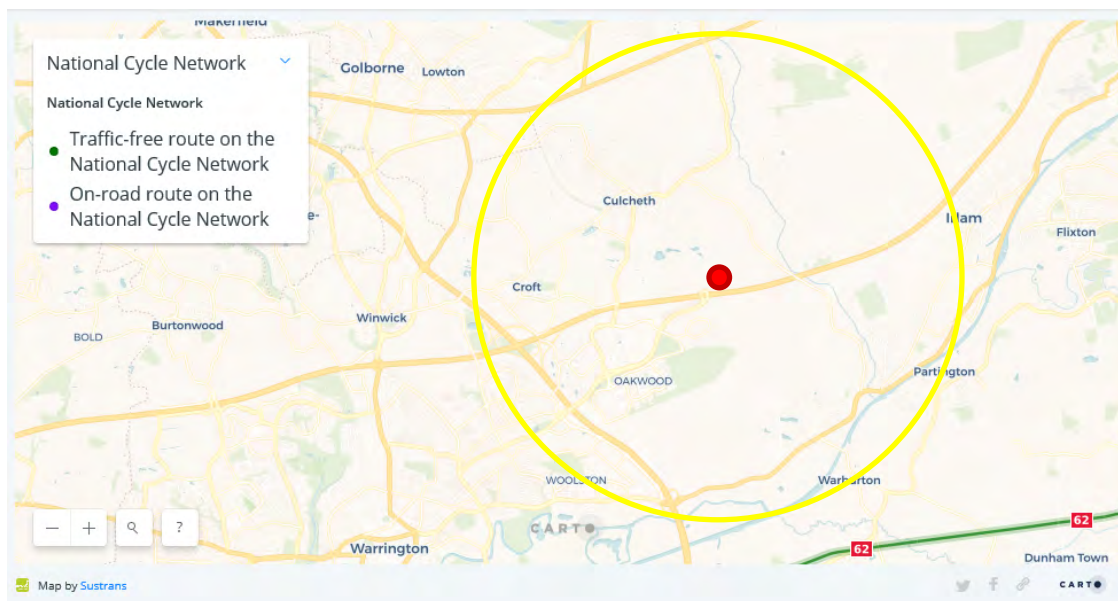 Makerfield
National Cycle Network
National Cycle Network
Traffic-free route on the
National Cycle Network
On-road route on the
National Cycle Network
Golborne
Lowton
e-
Culcheth
Irlam
Flixton
Croft
Winwick
Burtonwood
BOLD
Partington
OAKWOOD
WOOLSTON
Warburton
CARTO
Warrington
62
62
Dunham Town
− + ?
Map by Sustrans
CARTO